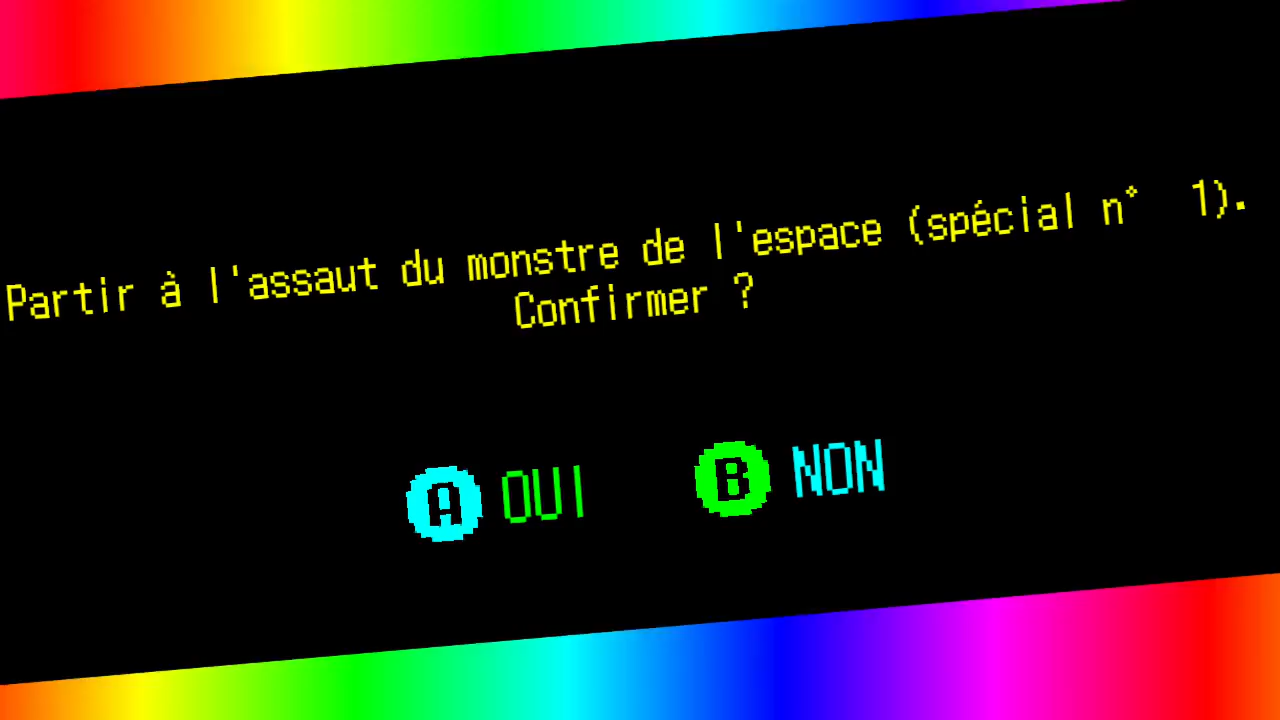 Partir à l'assaut du monstre de l'espace (spécial n° 1).
Confirmer ?
A OUI B NON